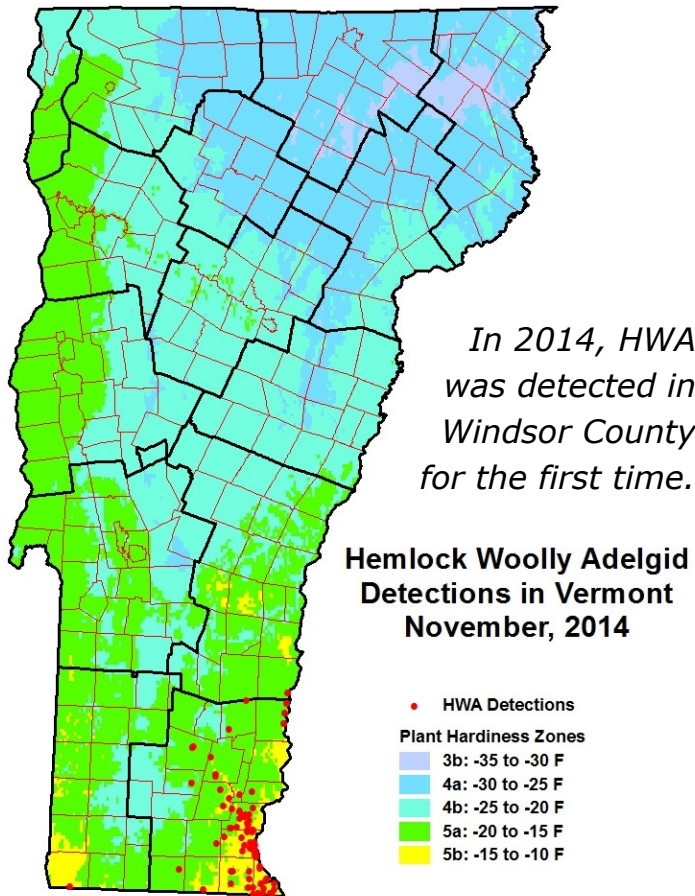 In 2014, HWA
was detected in
Windsor County
for the first time.
Hemlock Woolly Adelgid
Detections in Vermont
November, 2014
HWA Detections
Plant Hardiness Zones
3b: -35 to -30 F
4a: -30 to -25 F
4b: -25 to -20 F
5a: -20 to -15 F
5b: -15 to -10 F